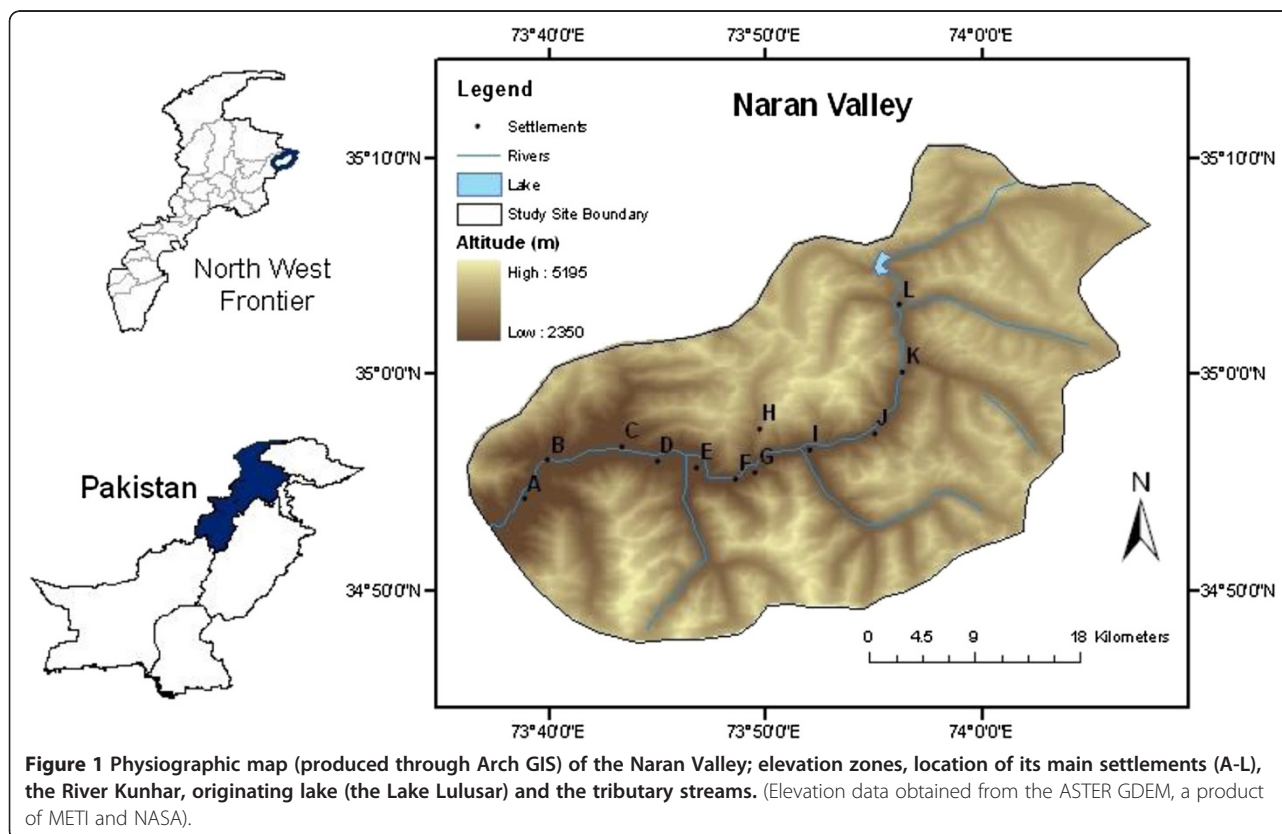 73°40'0"E
73°50'0"E
74°0'0"E
Legend
Settlements
Rivers
Lake
Study Site Boundary
Altitude (m)
High : 5195
Low : 2350
Naran Valley
35°10'0"N
35°10'0"N
North West
Frontier
L
K
35°0'0"N
35°0'0"N
H
C
B
D
E
I
J
F
G
A
Pakistan
N
34°50'0"N
34°50'0"N
0 4.5 9 18 Kilometers
73°40'0"E
73°50'0"E
74°0'0"E
Figure 1 Physiographic map (produced through Arch GIS) of the Naran Valley; elevation zones, location of its main settlements (A-L),
the River Kunhar, originating lake (the Lake Lulusar) and the tributary streams. (Elevation data obtained from the ASTER GDEM, a product
of METI and NASA).